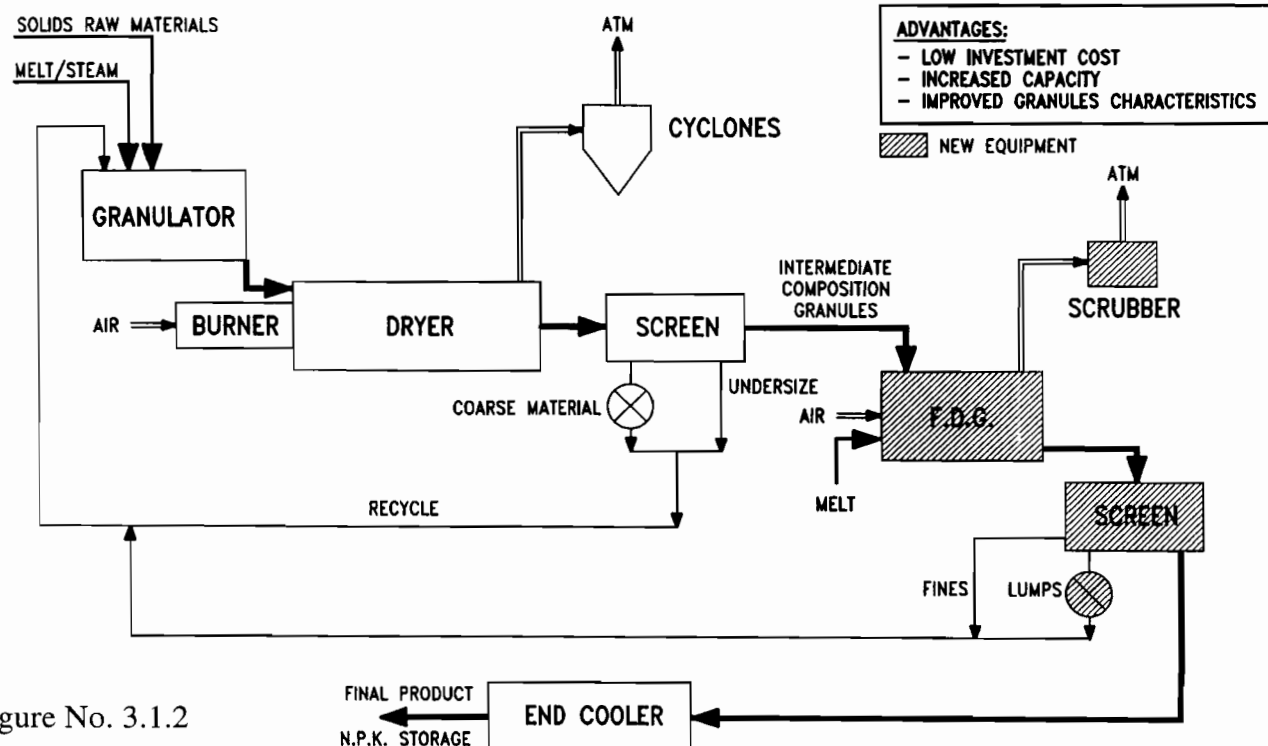 SOLIDS RAW MATERIALS
MELT/STEAM
ATM
CYCLONES
ADVANTAGES:
– LOW INVESTMENT COST
– INCREASED CAPACITY
– IMPROVED GRANULES CHARACTERISTICS
NEW EQUIPMENT
GRANULATOR
ATM
SCRUBBER
AIR
BURNER
DRYER
SCREEN
INTERMEDIATE
COMPOSITION
GRANULES
COARSE MATERIAL
UNDERSIZE
AIR
F.D.G.
MELT
RECYCLE
SCREEN
FINES
LUMPS
FINAL PRODUCT
N.P.K. STORAGE
END COOLER
gure No. 3.1.2